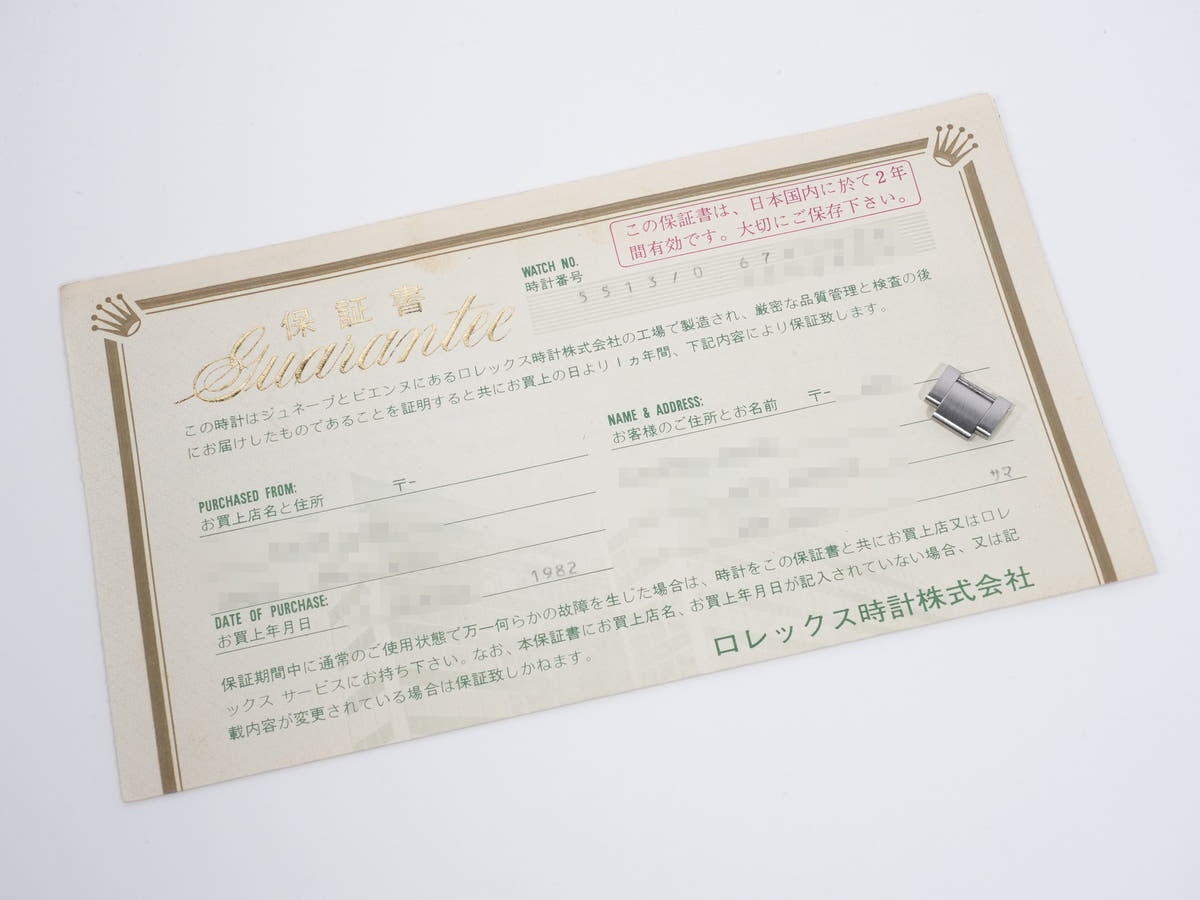 この保証書は、日本国内に於て2年
間有効です。大切にご保存下さい。
WATCH NO.
時計番号
5513/0 67
保証書
Guarantee
この時計はジュネーブとビエンヌにあるロレックス時計株式会社の工場で製造され、厳密な品質管理と検査の後
にお届けしたものであることを証明すると共にお買上の日より1ヵ年間、下記内容により保証致します。
PURCHASED FROM:
お買上店名と住所 〒-
NAME & ADDRESS:
お客様のご住所とお名前 〒-
サマ
DATE OF PURCHASE:
お買上年月日
1982
保証期間中に通常のご使用状態で万一何らかの故障を生じた場合は、時計をこの保証書と共にお買上店又はロレ
ックス サービスにお持ち下さい。なお、本保証書にお買上店名、お買上年月日が記入されていない場合、又は記
載内容が変更されている場合は保証致しかねます。
ロレックス時計株式会社